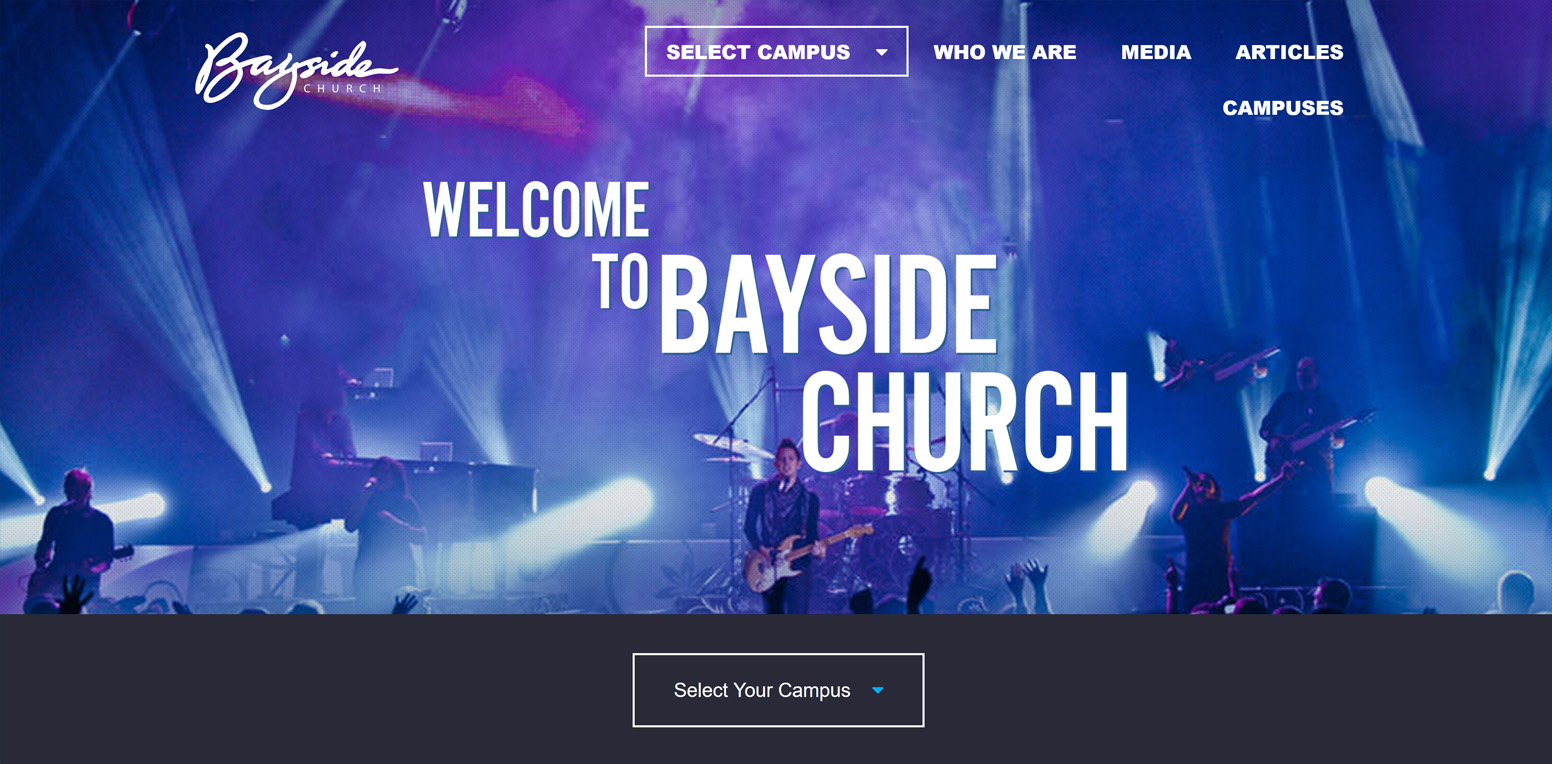 Bayside
CHURCH
SELECT CAMPUS
WHO WE ARE
MEDIA
ARTICLES
CAMPUSES
WELCOME
TO BAYSIDE
CHURCH
Select Your Campus